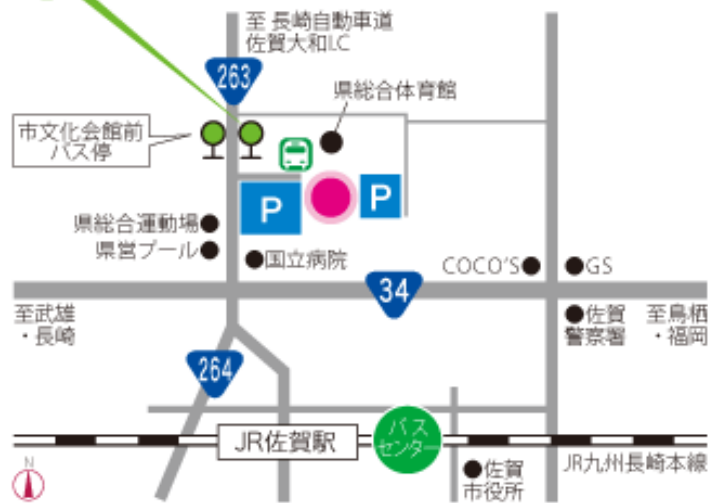 至 長崎自動車道
佐賀大和I.C
263
県総合体育館
市文化会館前
バス停
P
P
県総合運動場
県営プール
国立病院
COCO'S
GS
34
至武雄
・長崎
佐賀
警察署
至鳥栖
・福岡
264
バス
センター
JR佐賀駅
JR九州長崎本線
佐賀
市役所
N